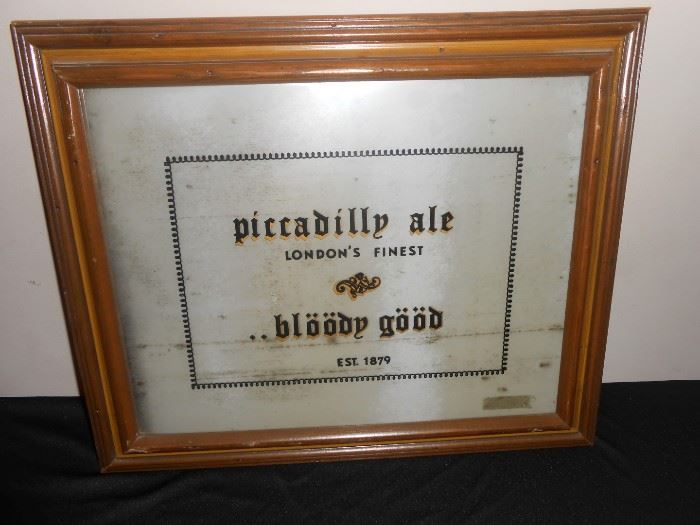 piccadilly ale
LONDON'S FINEST
..blöödy gööd
EST. 1879